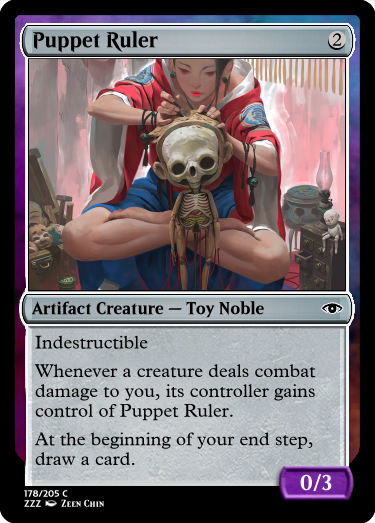 Puppet Ruler 2
Artifact Creature — Toy Noble
Indestructible
Whenever a creature deals combat
damage to you, its controller gains
control of Puppet Ruler.
At the beginning of your end step,
draw a card.
0/3
178/205 C
ZZZ Zeen Chin